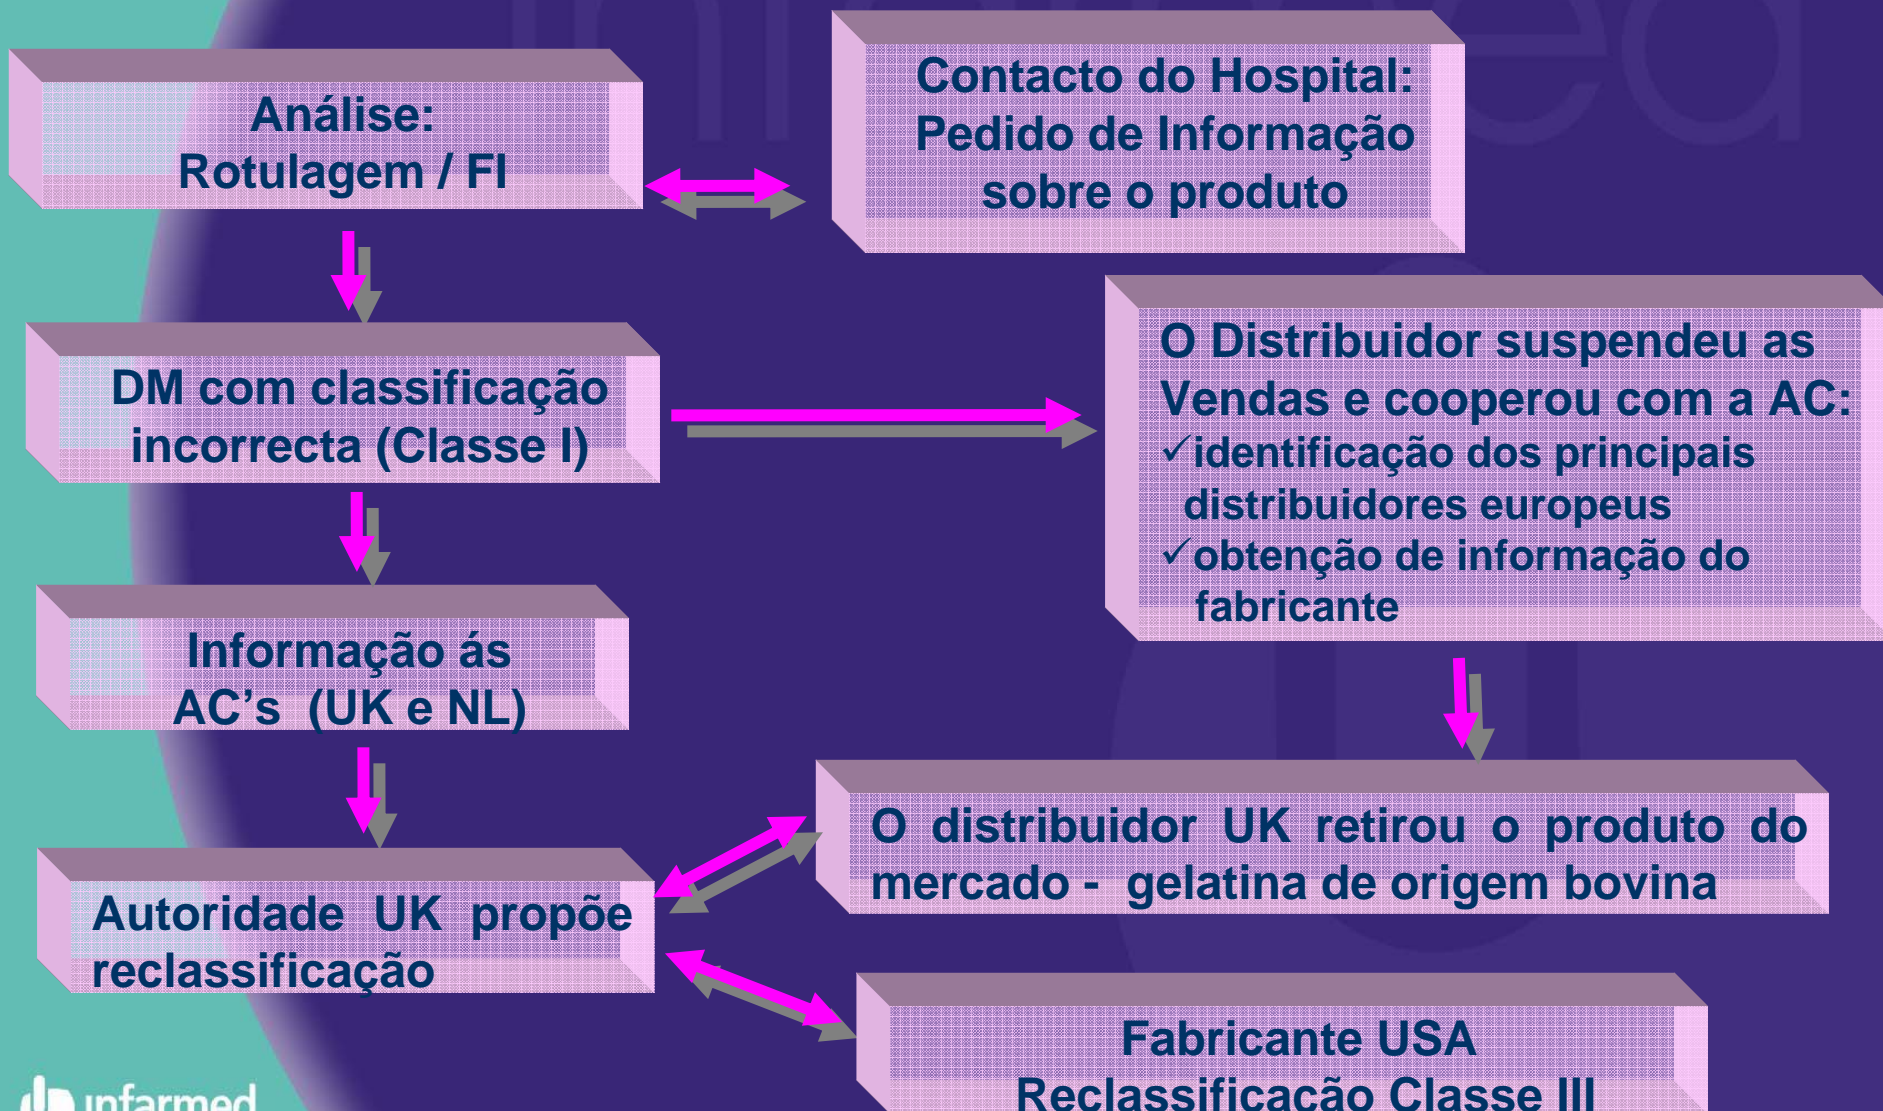 Análise:
Rotulagem / FI
Contacto do Hospital:
Pedido de Informação
sobre o produto
DM com classificação
incorrecta (Classe I)
O Distribuidor suspendeu as
Vendas e cooperou com a AC:
✓identificação dos principais
distribuidores europeus
✓obtenção de informação do
fabricante
Informação ás
AC's (UK e NL)
O distribuidor UK retirou o produto do
mercado - gelatina de origem bovina
Autoridade UK propõe
reclassificação
Fabricante USA
Reclassificação Classe III
infarmed